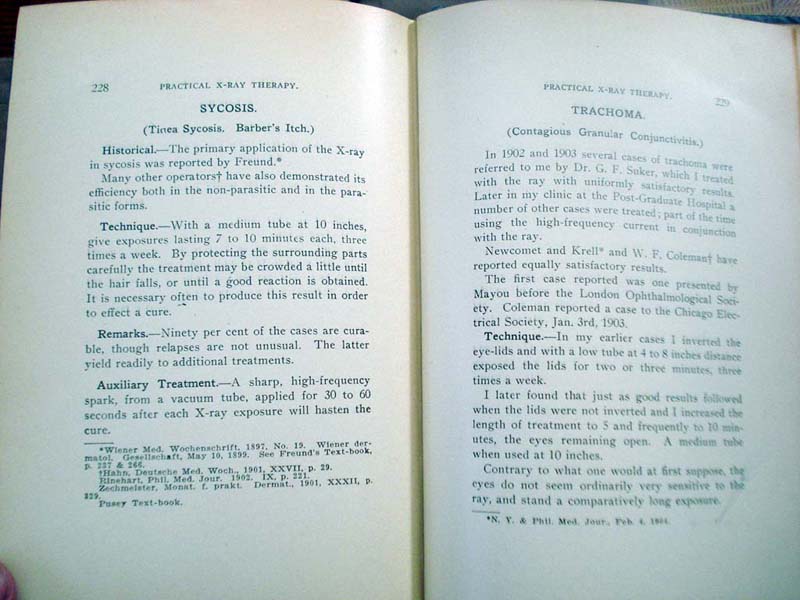 228
PRACTICAL X-RAY THERAPY.
SYCOSIS.
(Tinea Sycosis. Barber's Itch.)
Historical.—The primary application of the X-ray
in sycosis was reported by Freund.*
Many other operators† have also demonstrated its
efficiency both in the non-parasitic and in the para-
sitic forms.
Technique.—With a medium tube at 10 inches,
give exposures lasting 7 to 10 minutes each, three
times a week. By protecting the surrounding parts
carefully the treatment may be crowded a little until
the hair falls, or until a good reaction is obtained.
It is necessary often to produce this result in order
to effect a cure.
Remarks.—Ninety per cent of the cases are cura-
ble, though relapses are not unusual. The latter
yield readily to additional treatments.
Auxiliary Treatment.—A sharp, high-frequency
spark, from a vacuum tube, applied for 30 to 60
seconds after each X-ray exposure will hasten the
cure.
*Wiener Med. Wochenschrift, 1897, No. 19. Wiener der-
matol. Gesellschaft, May 10, 1899. See Freund's Text-book,
p. 237 & 266.
†Hahn, Deutsche Med. Woch., 1901, XXVII, p. 29.
Rinehart, Phil. Med. Jour. 1902. IX, p. 221.
Zechmeister, Monat. f. prakt. Dermat., 1901, XXXII, p.
329.
Pusey Text-book.
PRACTICAL X-RAY THERAPY.
229
TRACHOMA.
(Contagious Granular Conjunctivitis.)
In 1902 and 1903 several cases of trachoma were
referred to me by Dr. G. F. Suker, which I treated
with the ray with uniformly satisfactory results.
Later in my clinic at the Post-Graduate Hospital a
number of other cases were treated; part of the time
using the high-frequency current in conjunction
with the ray.
Newcomet and Krell* and W. F. Coleman† have
reported equally satisfactory results.
The first case reported was one presented by
Mayou before the London Ophthalmological Soci-
ety. Coleman reported a case to the Chicago Elec-
trical Society, Jan. 3rd, 1903.
Technique.—In my earlier cases I inverted the
eye-lids and with a low tube at 4 to 8 inches distance
exposed the lids for two or three minutes, three
times a week.
I later found that just as good results followed
when the lids were not inverted and I increased the
length of treatment to 5 and frequently to 10 min-
utes, the eyes remaining open. A medium tube
when used at 10 inches.
Contrary to what one would at first suppose, the
eyes do not seem ordinarily very sensitive to the
ray, and stand a comparatively long exposure.
*N. Y. & Phil. Med. Jour., Feb. 6, 1904.